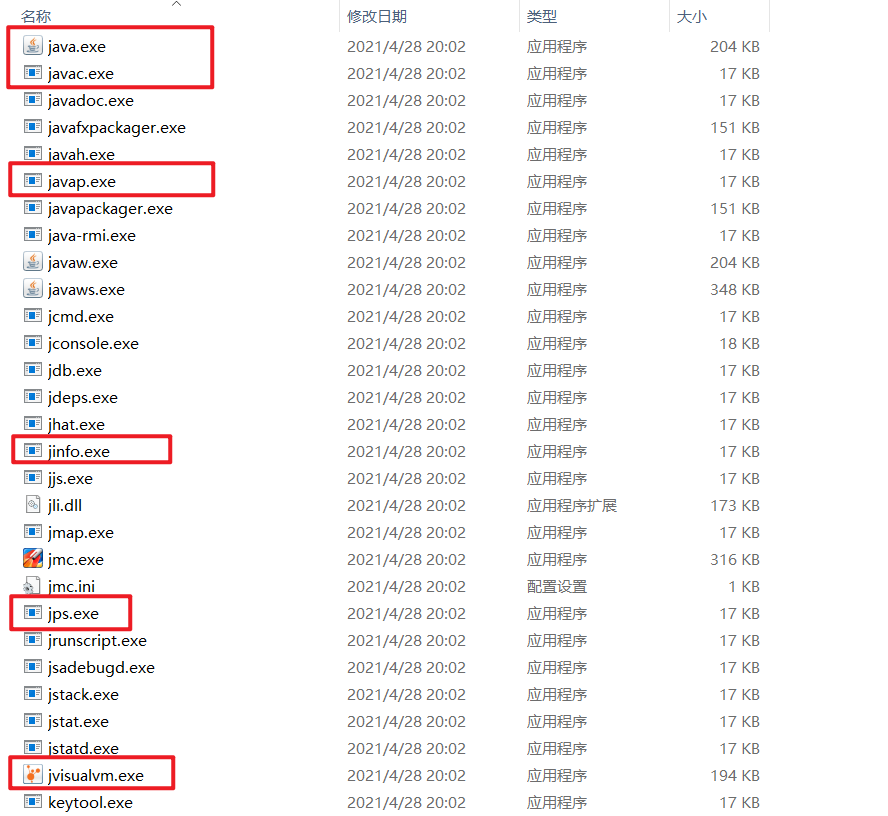 名称 修改日期 类型 大小
java.exe 2021/4/28 20:02 应用程序 204 KB
javac.exe 2021/4/28 20:02 应用程序 17 KB
javadoc.exe 2021/4/28 20:02 应用程序 17 KB
javafxpackager.exe 2021/4/28 20:02 应用程序 151 KB
javah.exe 2021/4/28 20:02 应用程序 17 KB
javap.exe 2021/4/28 20:02 应用程序 17 KB
javapackager.exe 2021/4/28 20:02 应用程序 151 KB
java-rmi.exe 2021/4/28 20:02 应用程序 17 KB
javaw.exe 2021/4/28 20:02 应用程序 204 KB
javaws.exe 2021/4/28 20:02 应用程序 348 KB
jcmd.exe 2021/4/28 20:02 应用程序 17 KB
jconsole.exe 2021/4/28 20:02 应用程序 18 KB
jdb.exe 2021/4/28 20:02 应用程序 17 KB
jdeps.exe 2021/4/28 20:02 应用程序 17 KB
jhat.exe 2021/4/28 20:02 应用程序 17 KB
jinfo.exe 2021/4/28 20:02 应用程序 17 KB
jjs.exe 2021/4/28 20:02 应用程序 17 KB
jli.dll 2021/4/28 20:02 应用程序扩展 173 KB
jmap.exe 2021/4/28 20:02 应用程序 17 KB
jmc.exe 2021/4/28 20:02 应用程序 316 KB
jmc.ini 2021/4/28 20:02 配置设置 1 KB
jps.exe 2021/4/28 20:02 应用程序 17 KB
jrunscript.exe 2021/4/28 20:02 应用程序 17 KB
jsadebugd.exe 2021/4/28 20:02 应用程序 17 KB
jstack.exe 2021/4/28 20:02 应用程序 17 KB
jstat.exe 2021/4/28 20:02 应用程序 17 KB
jstatd.exe 2021/4/28 20:02 应用程序 17 KB
jvisualvm.exe 2021/4/28 20:02 应用程序 194 KB
keytool.exe 2021/4/28 20:02 应用程序 17 KB